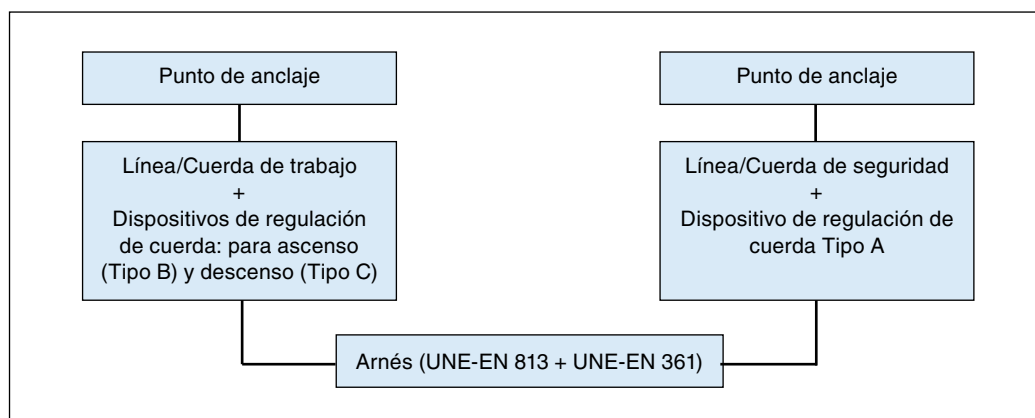 Punto de anclaje
Línea/Cuerda de trabajo
+
Dispositivos de regulación
de cuerda: para ascenso
(Tipo B) y descenso (Tipo C)
Punto de anclaje
Línea/Cuerda de seguridad
+
Dispositivo de regulación de
cuerda Tipo A
Arnés (UNE-EN 813 + UNE-EN 361)